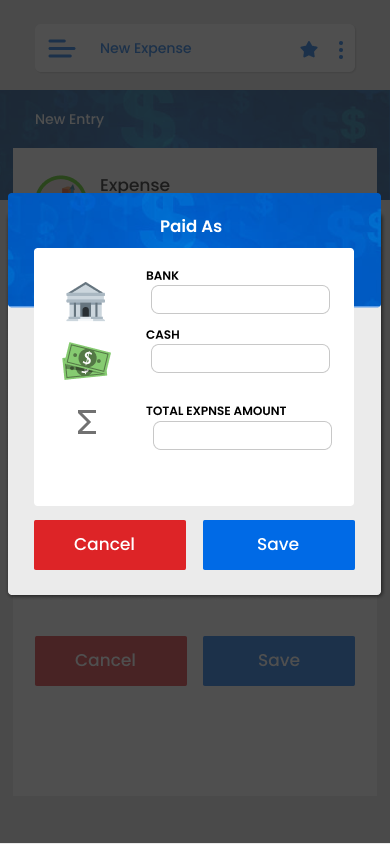 New Expense
New Entry
Expense
Paid As
BANK
CASH
TOTAL EXPNSE AMOUNT
Cancel Save
Cancel Save